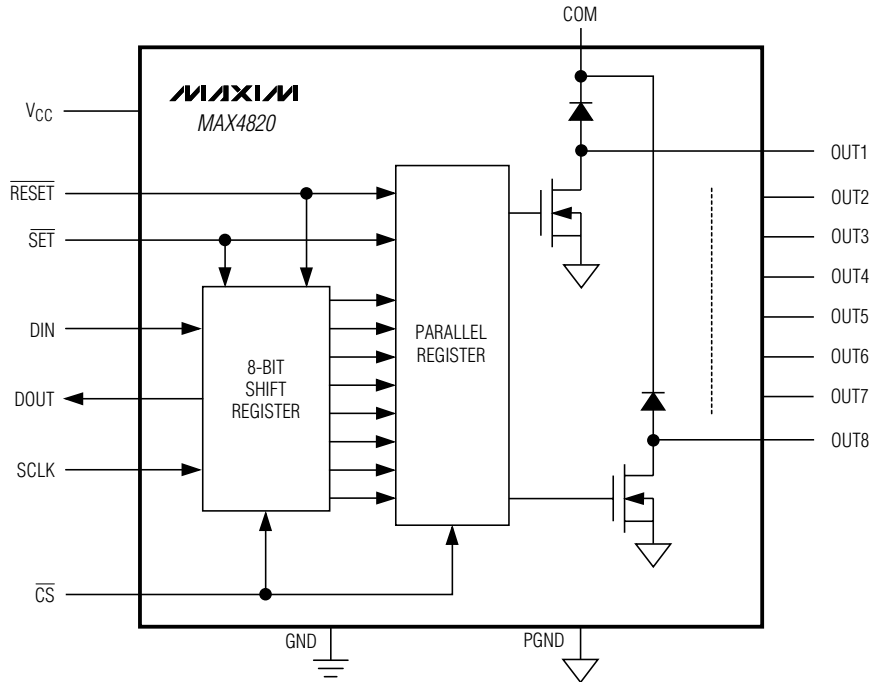 COM
MAXIM
MAX4820
VCC
OUT1
RESET
OUT2
SET
OUT3
OUT4
OUT5
DIN
PARALLEL
REGISTER
OUT6
8-BIT
SHIFT
REGISTER
DOUT
OUT7
OUT8
SCLK
CS
GND
PGND